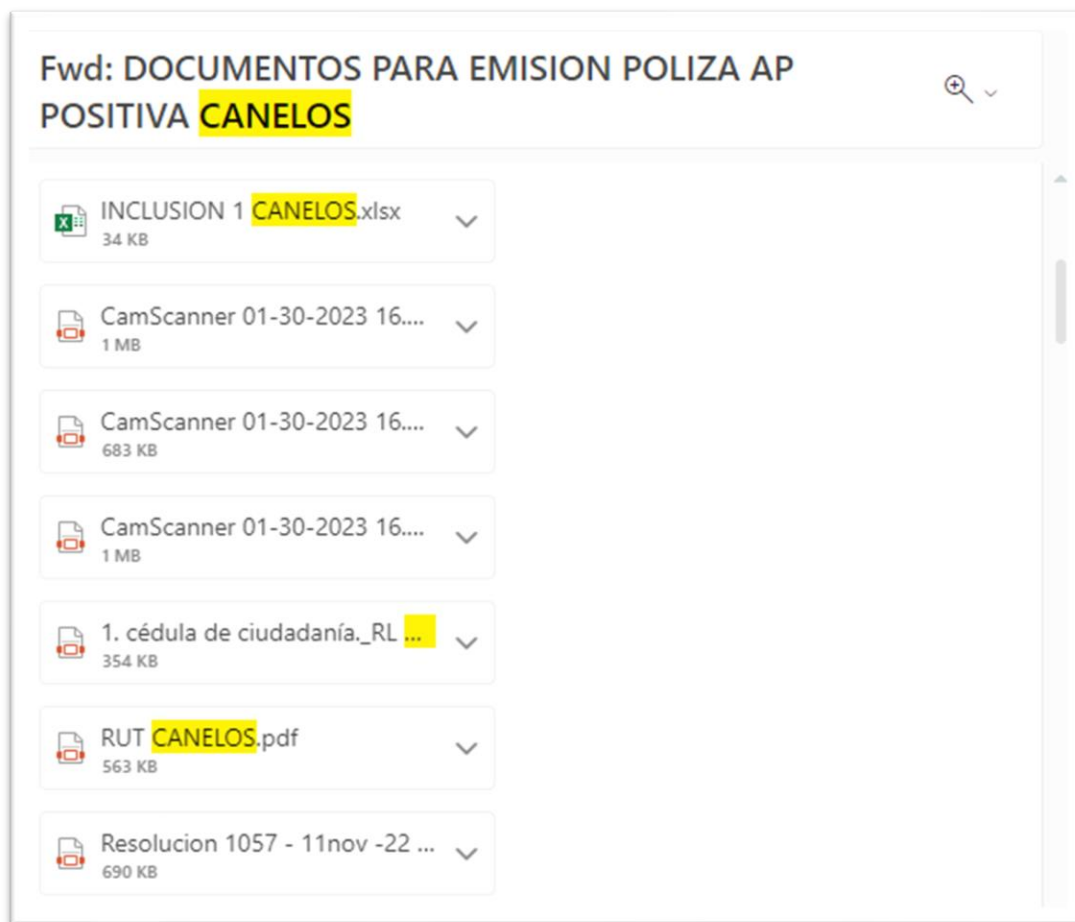 Fwd: DOCUMENTOS PARA EMISION POLIZA AP
POSITIVA CANELOS
INCLUSION 1 CANELOS.xlsx
34 KB
CamScanner 01-30-2023 16....
1 MB
CamScanner 01-30-2023 16....
683 KB
CamScanner 01-30-2023 16....
1 MB
1. cédula de ciudadanía._RL ...
354 KB
RUT CANELOS.pdf
563 KB
Resolucion 1057 - 11nov -22 ...
690 KB